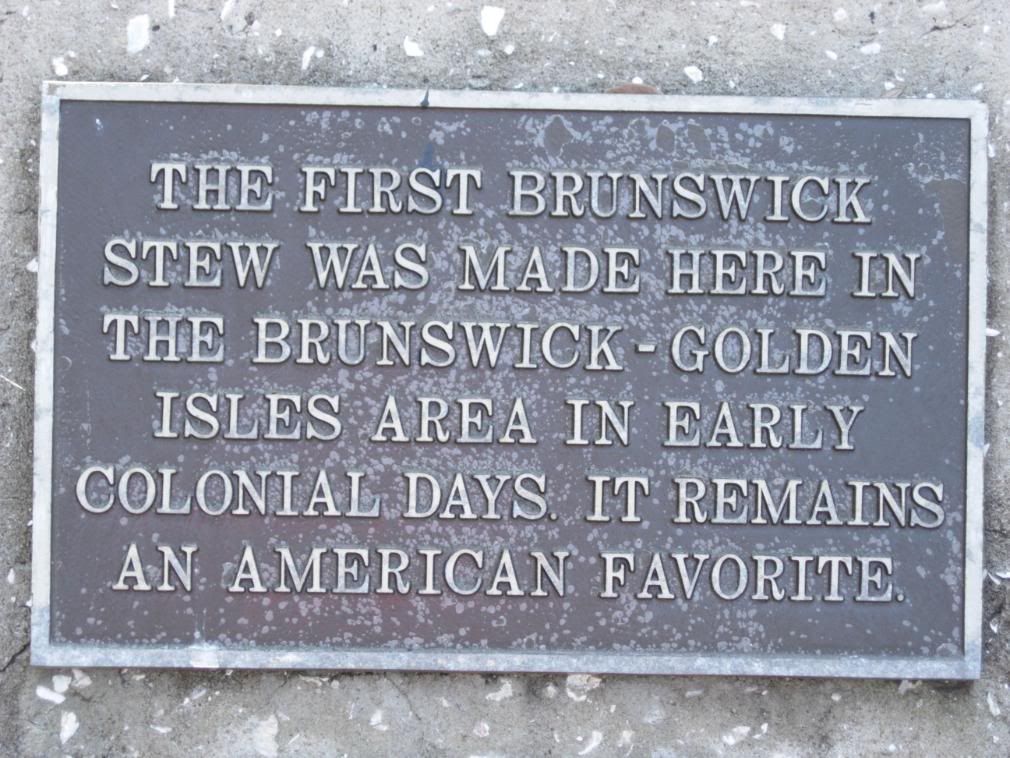 THE FIRST BRUNSWICK
STEW WAS MADE HERE IN
THE BRUNSWICK - GOLDEN
ISLES AREA IN EARLY
COLONIAL DAYS. IT REMAINS
AN AMERICAN FAVORITE.